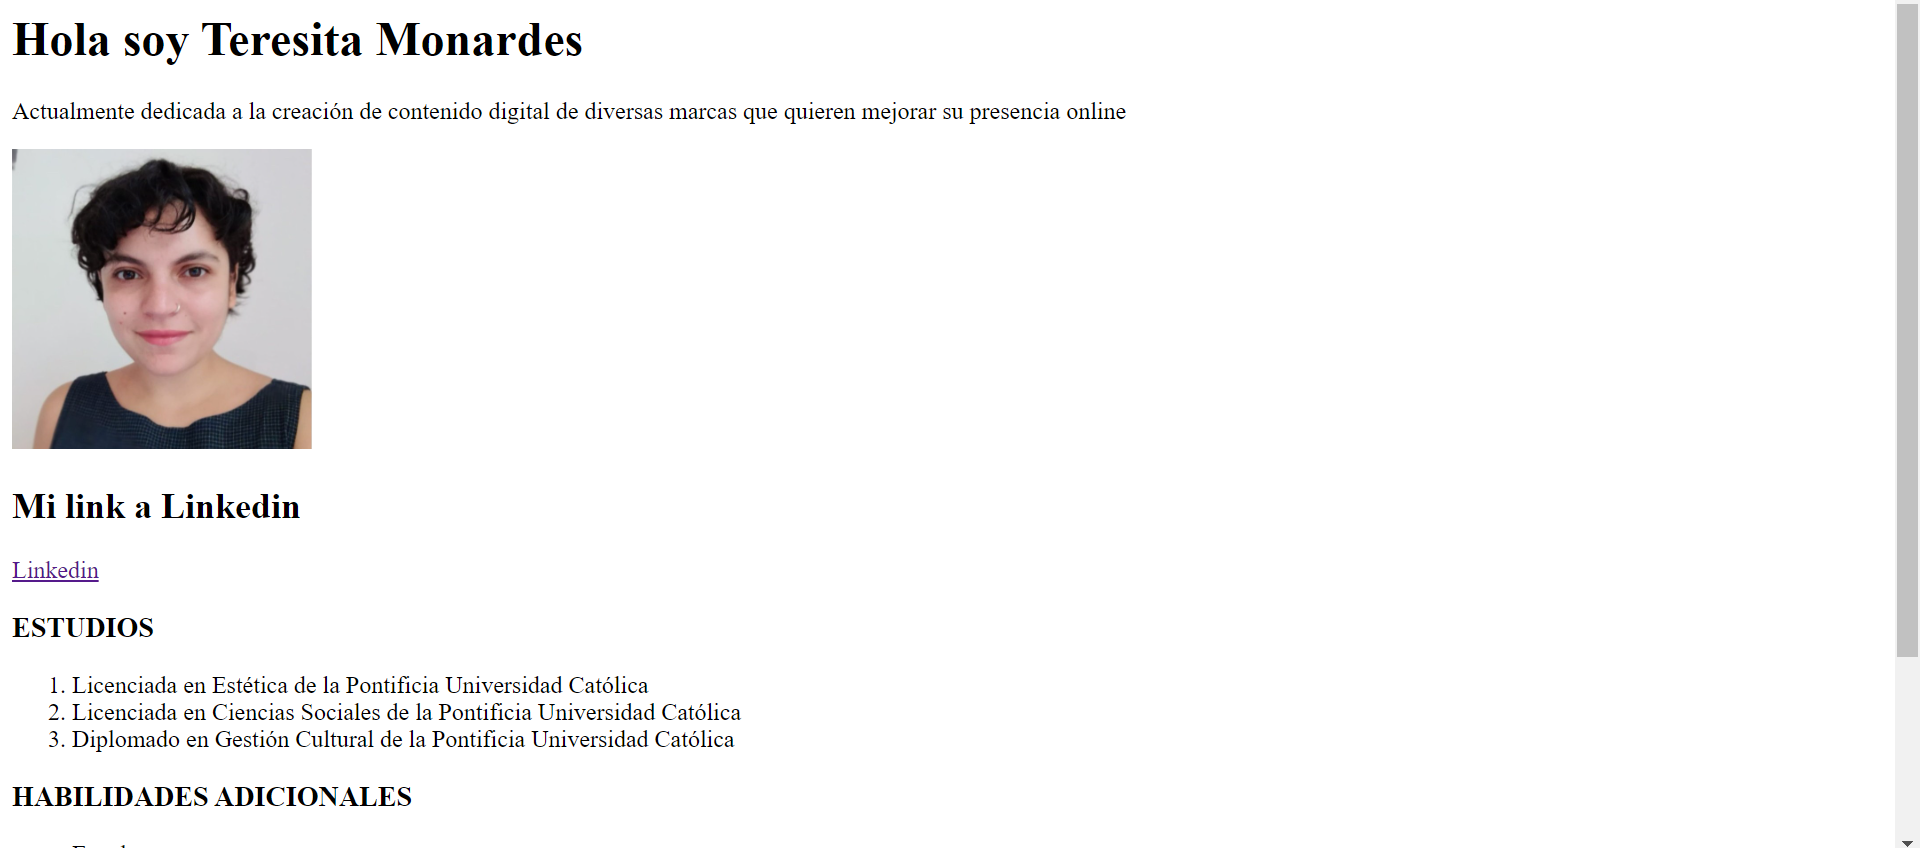 Hola soy Teresita Monardes
Actualmente dedicada a la creación de contenido digital de diversas marcas que quieren mejorar su presencia online
Mi link a Linkedin
Linkedin
ESTUDIOS
1. Licenciada en Estética de la Pontificia Universidad Católica
2. Licenciada en Ciencias Sociales de la Pontificia Universidad Católica
3. Diplomado en Gestión Cultural de la Pontificia Universidad Católica
HABILIDADES ADICIONALES